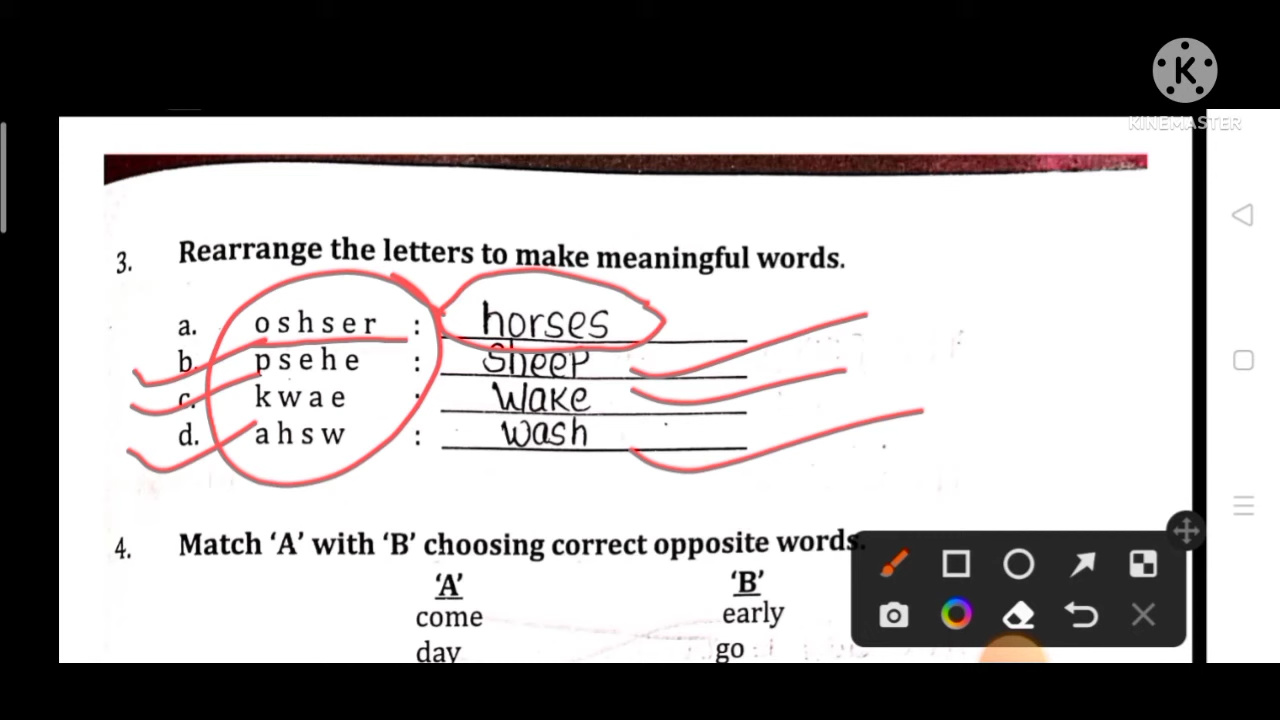 K
KINEMASTER
3. Rearrange the letters to make meaningful words.
a. o s h s e r : horses
b. p s e h e : Sheep
c. k w a e : Wake
d. a h s w : wash
4. Match ‘A’ with ‘B’ choosing correct opposite words.
‘A’ ‘B’
come early
day go